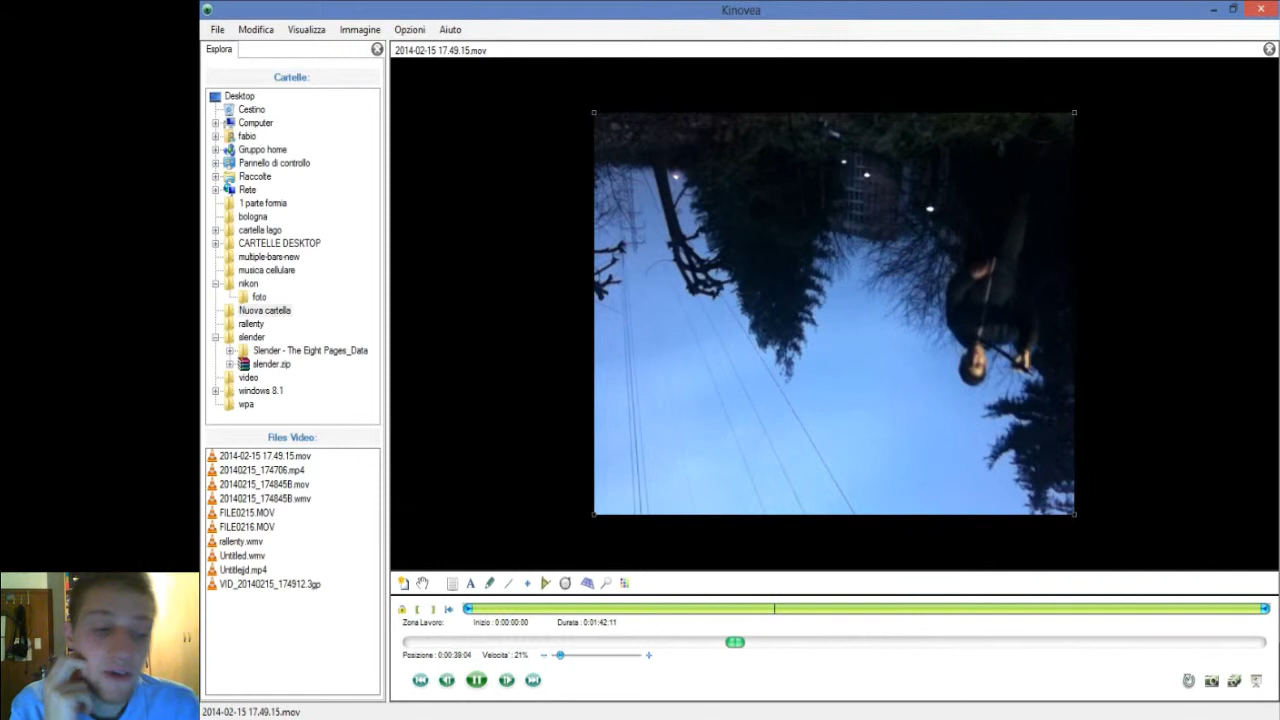 Kinovea
File Modifica Visualizza Immagine Opzioni Aiuto
Esplora
2014-02-15 17.49.15.mov
Cartelle:
Desktop
Cestino
Computer
fabio
Gruppo home
Pannello di controllo
Raccolte
Rete
1 parte formia
bologna
cartella lago
CARTELLE DESKTOP
multiple-bars-new
musica cellulare
nikon
foto
Nuova cartella
rallenty
slender
Slender - The Eight Pages_Data
slender.zip
video
windows 8.1
wpa
Files Video:
2014-02-15 17.49.15.mov
20140215_174706.mp4
20140215_174845B.mov
20140215_174845B.wmv
FILE0215.MOV
FILE0216.MOV
rallenty.wmv
Untitled.wmv
Untitlejjd.mp4
VID_20140215_174912.3gp
Zona Lavoro: Inizio : 0:00:00:00 Durata : 0:01:42:11
Posizione : 0:00:39:04 Velocita' : 21%
2014-02-15 17.49.15.mov